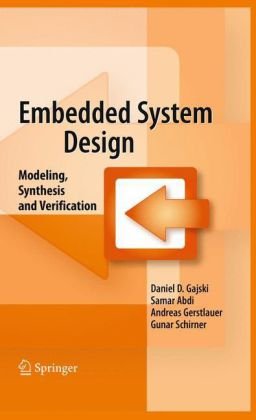 Embedded System
Design
Modeling,
Synthesis
and Verification
Daniel D. Gajski
Samar Abdi
Andreas Gerstlauer
Gunar Schirner
Springer